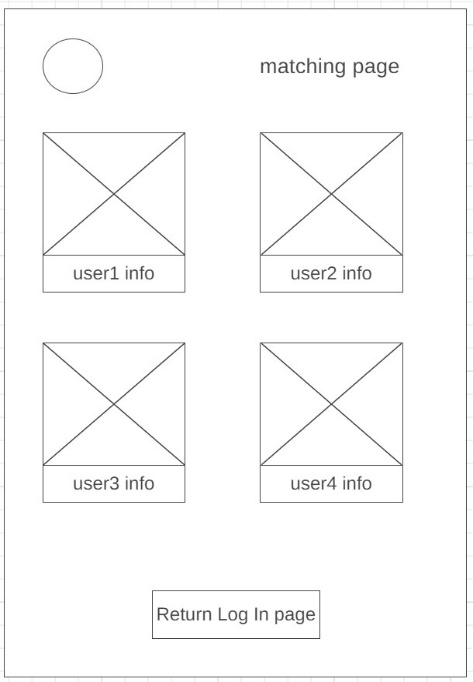 matching page
user1 info
user2 info
user3 info
user4 info
Return Log In page